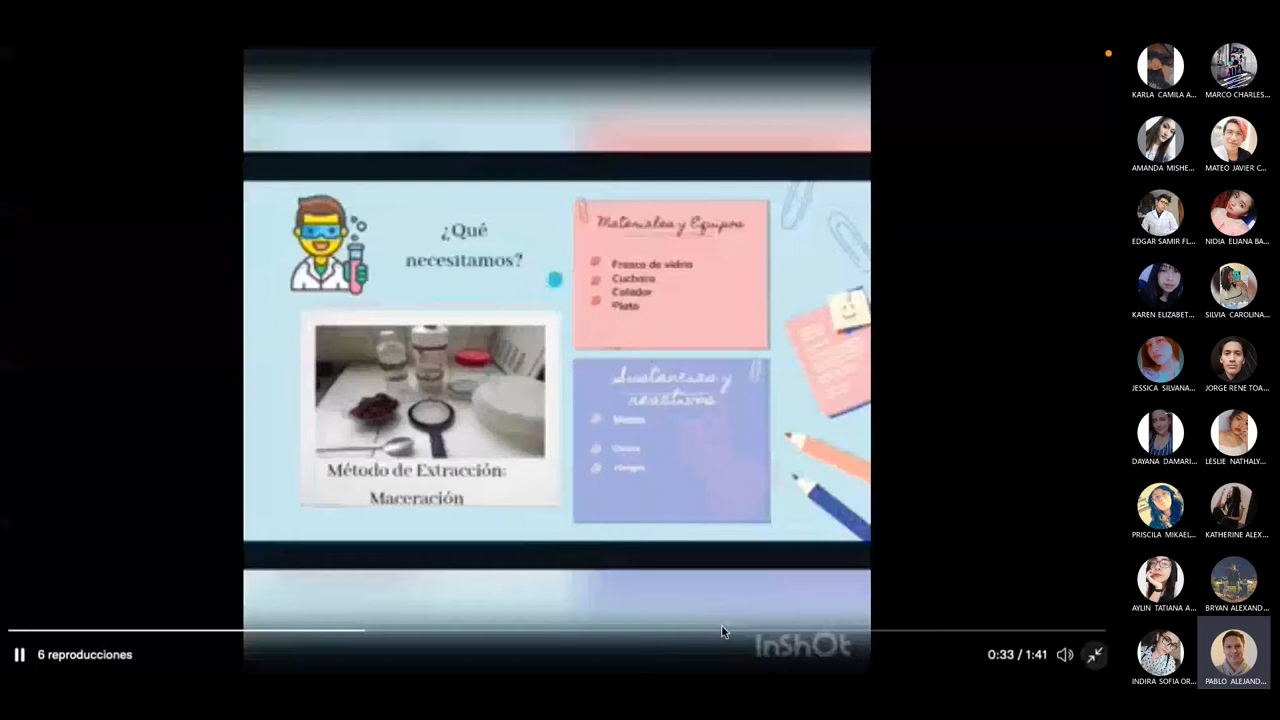 ¿Qué
necesitamos?
Materiales y Equipos
Frasco de vidrio
Cuchara
Colador
Plato
Método de Extracción:
Maceración
Sustancias y
reactivos
InShOt
6 reproducciones
0:33 / 1:41
KARLA CAMILA A...
MARCO CHARLES...
AMANDA MISHE...
MATEO JAVIER C...
EDGAR SAMIR FL...
NIDIA ELIANA BA...
KAREN ELIZABET...
SILVIA CAROLINA...
JESSICA SILVANA...
JORGE RENE TOA...
DAYANA DAMARI...
LESLIE NATHALY...
PRISCILA MIKAEL...
KATHERINE ALEX...
AYLIN TATIANA A...
BRYAN ALEXAND...
INDIRA SOFIA OR...
PABLO ALEJAND...